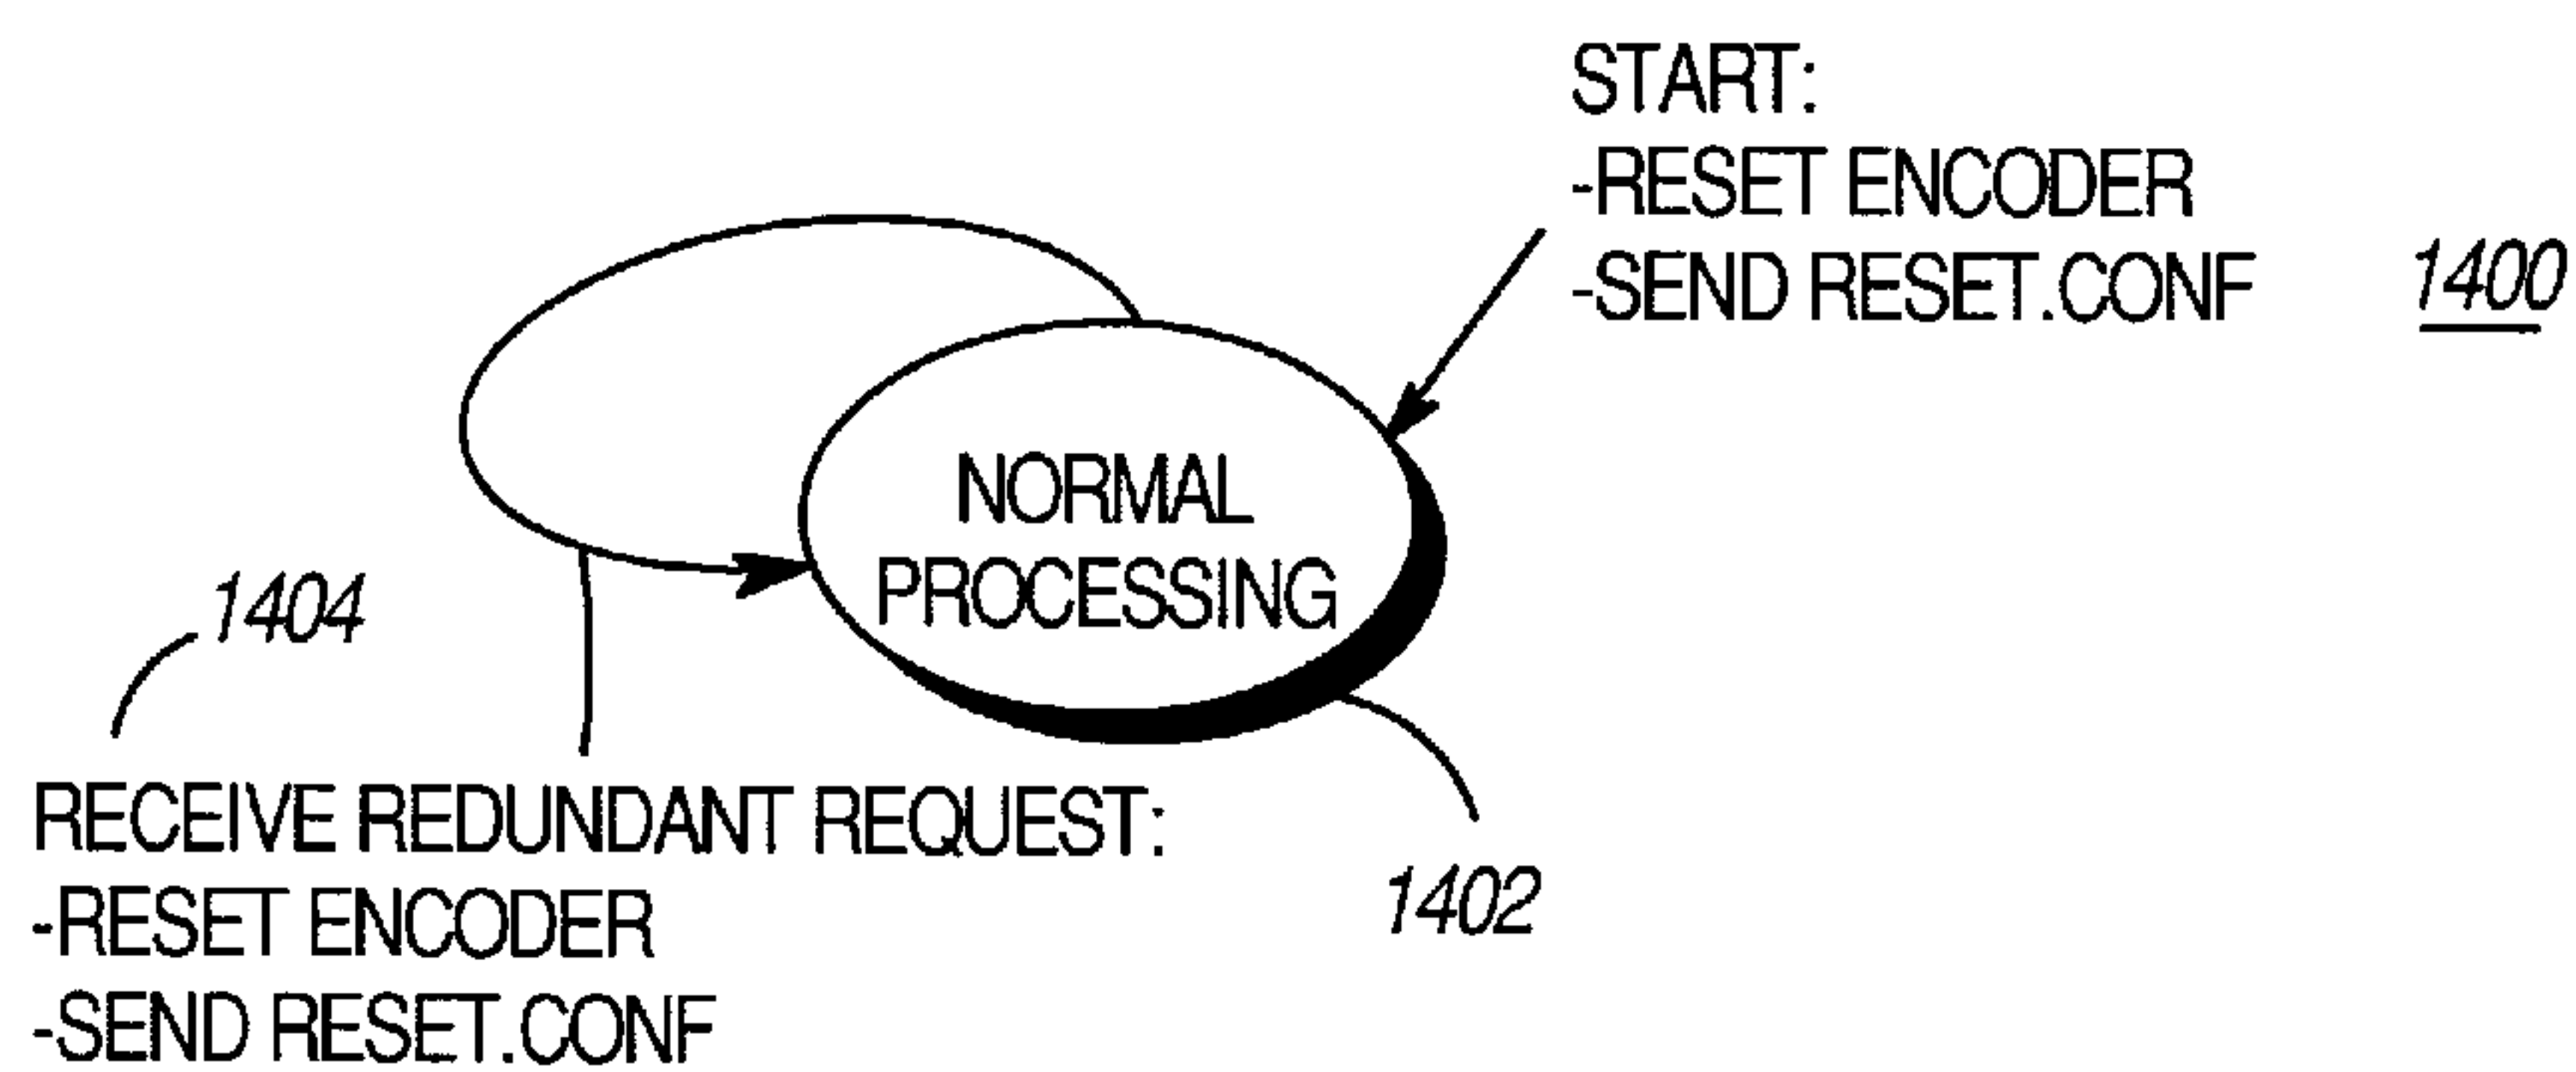 START:
-RESET ENCODER
-SEND RESET.CONF
1400
NORMAL
PROCESSING
1404
RECEIVE REDUNDANT REQUEST:
-RESET ENCODER
-SEND RESET.CONF
1402